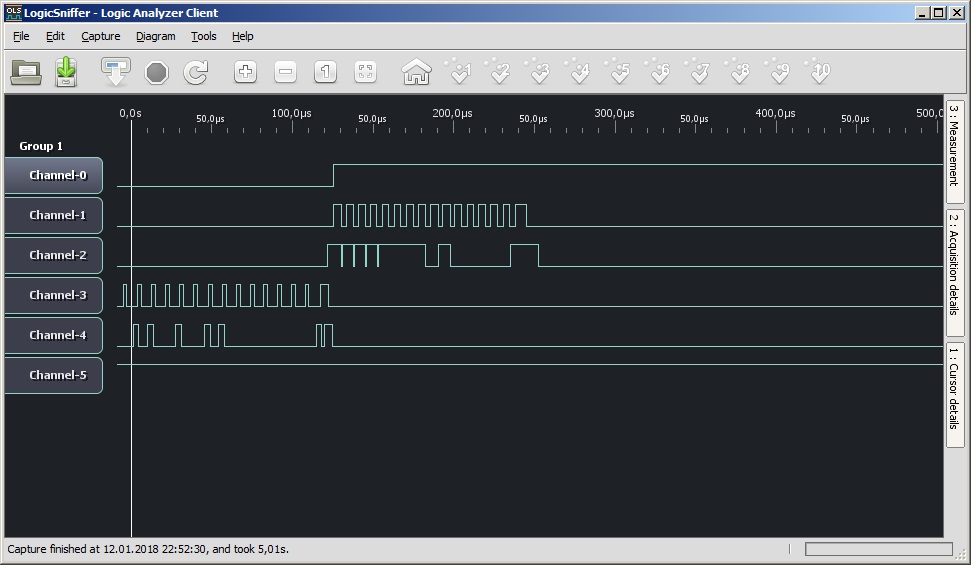 OLS LogicSniffer - Logic Analyzer Client
File Edit Capture Diagram Tools Help
1 1 2 3 4 5 6 7 8 9 10
0,0s 50,0µs 100,0µs 50,0µs 200,0µs 50,0µs 300,0µs 50,0µs 400,0µs 50,0µs 500,0
Group 1
Channel-0
Channel-1
Channel-2
Channel-3
Channel-4
Channel-5
3 : Measurement
2 : Acquisition details
1 : Cursor details
Capture finished at 12.01.2018 22:52:30, and took 5,01s.